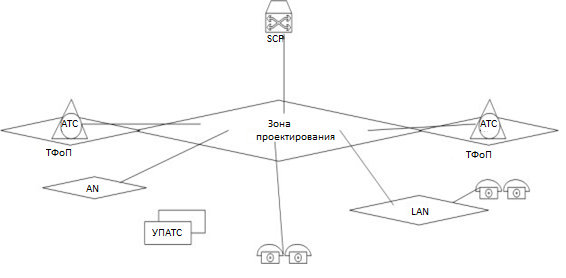 SCP
АТС
Зона
проектирования
АТС
ТФоП
ТФоП
AN
LAN
УПАТС